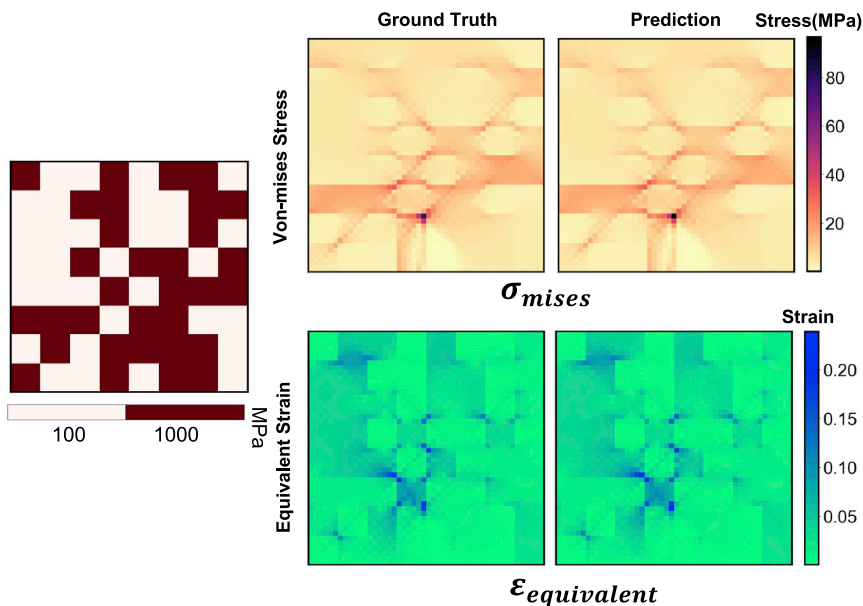 Ground Truth
Prediction
Stress(MPa)
Von-mises Stress
80
60
40
20
σ_mises
100
1000
MPa
Strain
Equivalent Strain
0.20
0.15
0.10
0.05
ε_equivalent